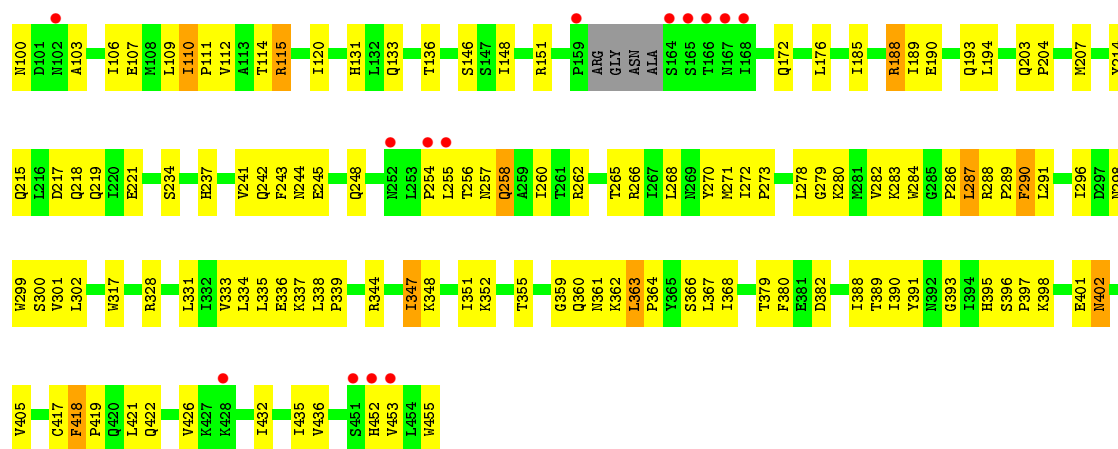 N100 D101 N102 A103 I106 E107 M108 L109 I110 P111 V112 A113 T114 R115 I120 H131 L132 Q133 T136 S146 S147 I148 R151 P159 ARG GLY ASN ALA S164 S165 T166 N167 I168 Q172 L176 I185 R188 I189 E190 Q193 L194 Q203 P204 M207
Q215 L216 D217 Q218 Q219 I220 E221 S234 H237 V241 Q242 F243 N244 E245 Q248 N252 L253 P254 L255 T256 N257 Q258 A259 I260 T261 R262 T265 R266 I267 L268 N269 Y270 M271 I272 P273 L278 G279 K280 M281 V282 K283 W284 G285 P286 L287 R288 P289 F290 L291 I296 D297
W299 S300 V301 L302 W317 R328 L331 I332 V333 L334 L335 E336 K337 L338 P339 R344 I347 K348 I351 K352 T355 G359 Q360 N361 K362 L363 P364 Y365 S366 L367 I368 T379 F380 E381 D382 I388 T389 I390 Y391 N392 G393 I394 H395 S396 P397 K398 E401 N402
V405 C417 F418 P419 Q420 L421 Q422 V426 K427 K428 I432 I435 V436 S451 H452 V453 L454 W455